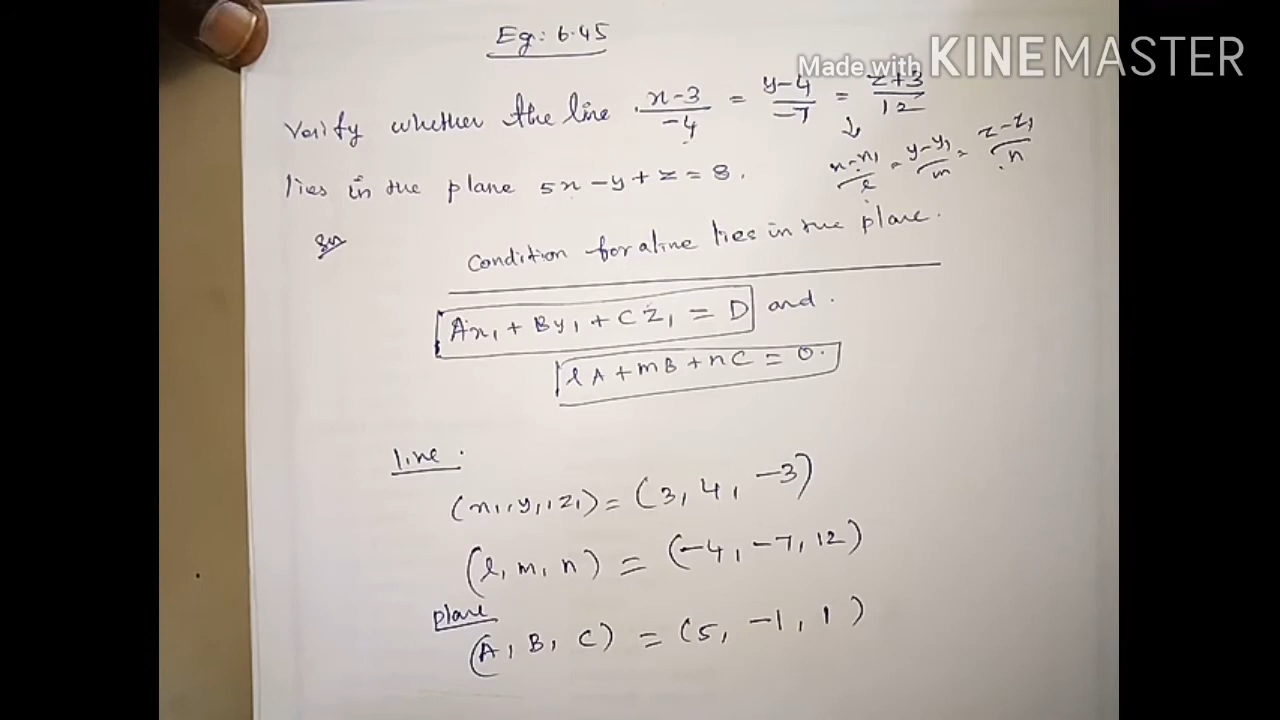 Eg: 6.45
Made with KINEMASTER
Verify whether the line x-3/-4 = y-4/-7 = z+3/12
x-x₁/l = y-y₁/m = z-z₁/n
lies in the plane 5x-y+z=8.
Condition for a line lies in the plane.
Ax₁ + By₁ + Cz₁ = D and.
lA + mB + nC = 0.
line.
(x₁, y₁, z₁) = (3, 4, -3)
(l, m, n) = (-4, -7, 12)
plane
(A, B, C) = (5, -1, 1)